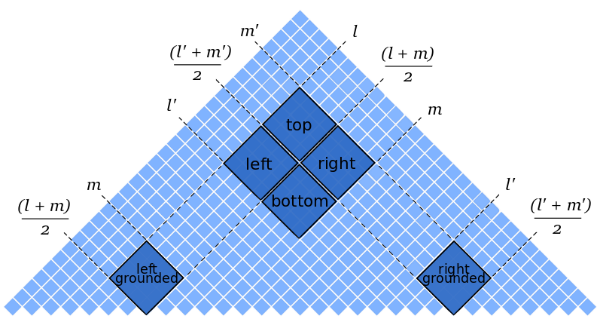 m′ l
(l′ + m′)
2
(l + m)
2
l′ m
top
left right
bottom
m l′
(l + m)
2
(l′ + m′)
2
left
grounded
right
grounded